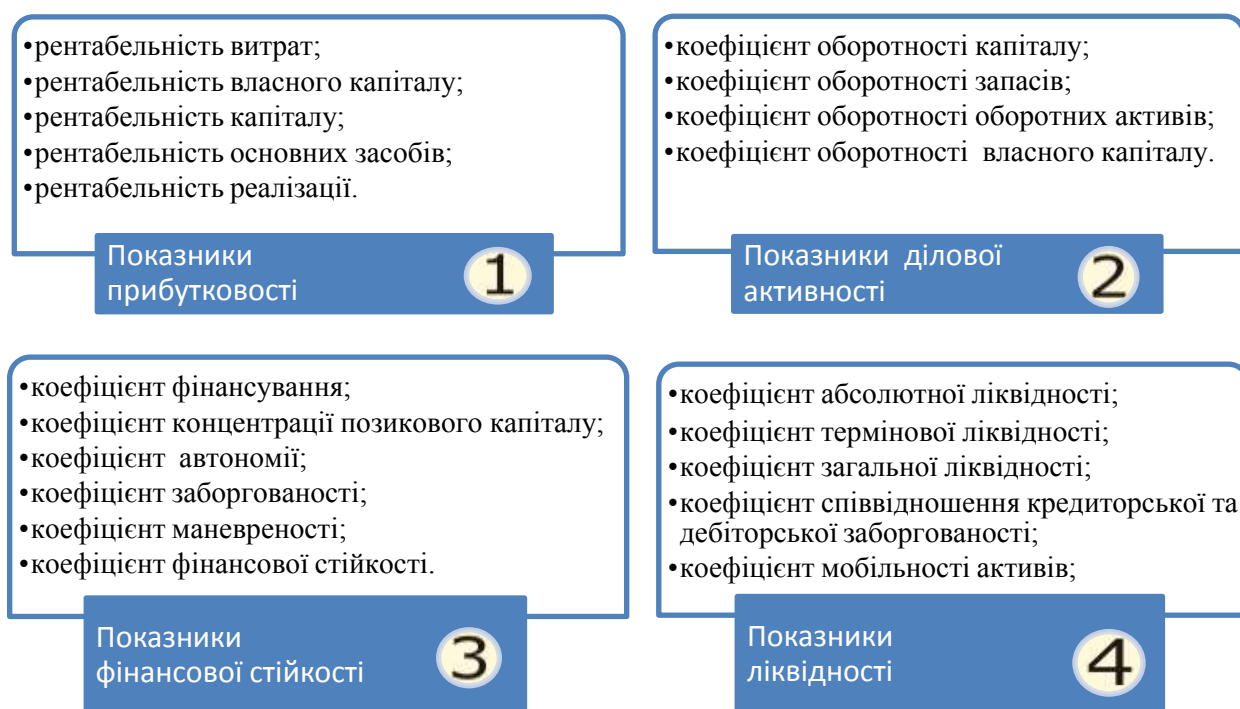 •рентабельність витрат;
•рентабельність власного капіталу;
•рентабельність капіталу;
•рентабельність основних засобів;
•рентабельність реалізації.
Показники
прибутковості
1
•коефіцієнт оборотності капіталу;
•коефіцієнт оборотності запасів;
•коефіцієнт оборотності оборотних активів;
•коефіцієнт оборотності власного капіталу.
Показники ділової
активності
2
•коефіцієнт фінансування;
•коефіцієнт концентрації позикового капіталу;
•коефіцієнт автономії;
•коефіцієнт заборгованості;
•коефіцієнт маневреності;
•коефіцієнт фінансової стійкості.
Показники
фінансової стійкості
3
•коефіцієнт абсолютної ліквідності;
•коефіцієнт термінової ліквідності;
•коефіцієнт загальної ліквідності;
•коефіцієнт співвідношення кредиторської та
дебіторської заборгованості;
•коефіцієнт мобільності активів;
Показники
ліквідності
4